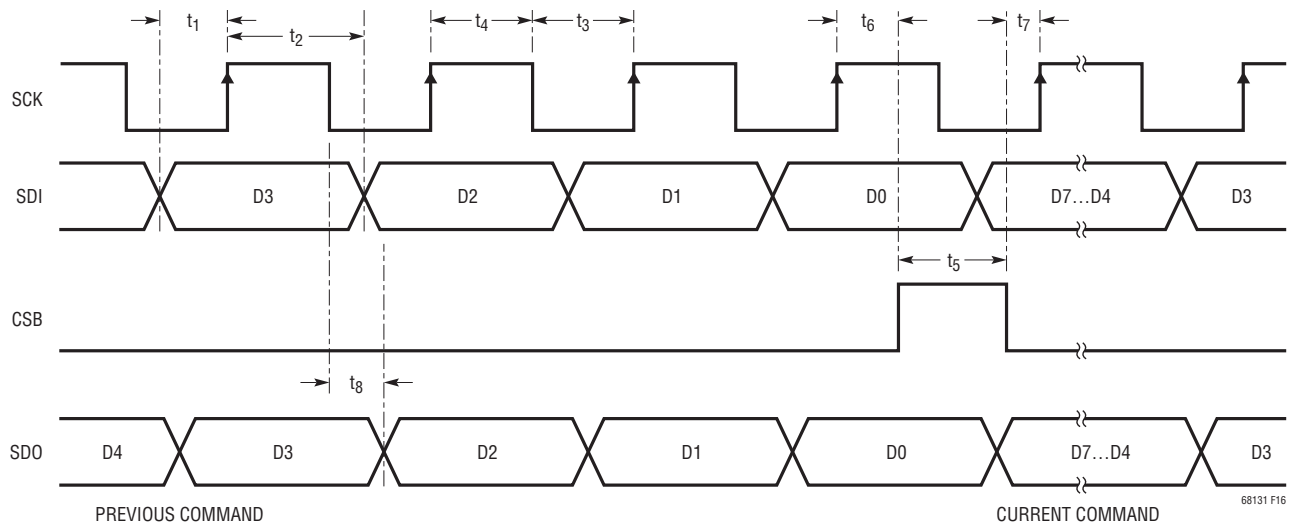 t1 t2 t4 t3 t6 t7
SCK
SDI D3 D2 D1 D0 D7...D4 D3
t5
CSB
t8
SDO D4 D3 D2 D1 D0 D7...D4 D3
68131 F16
PREVIOUS COMMAND CURRENT COMMAND